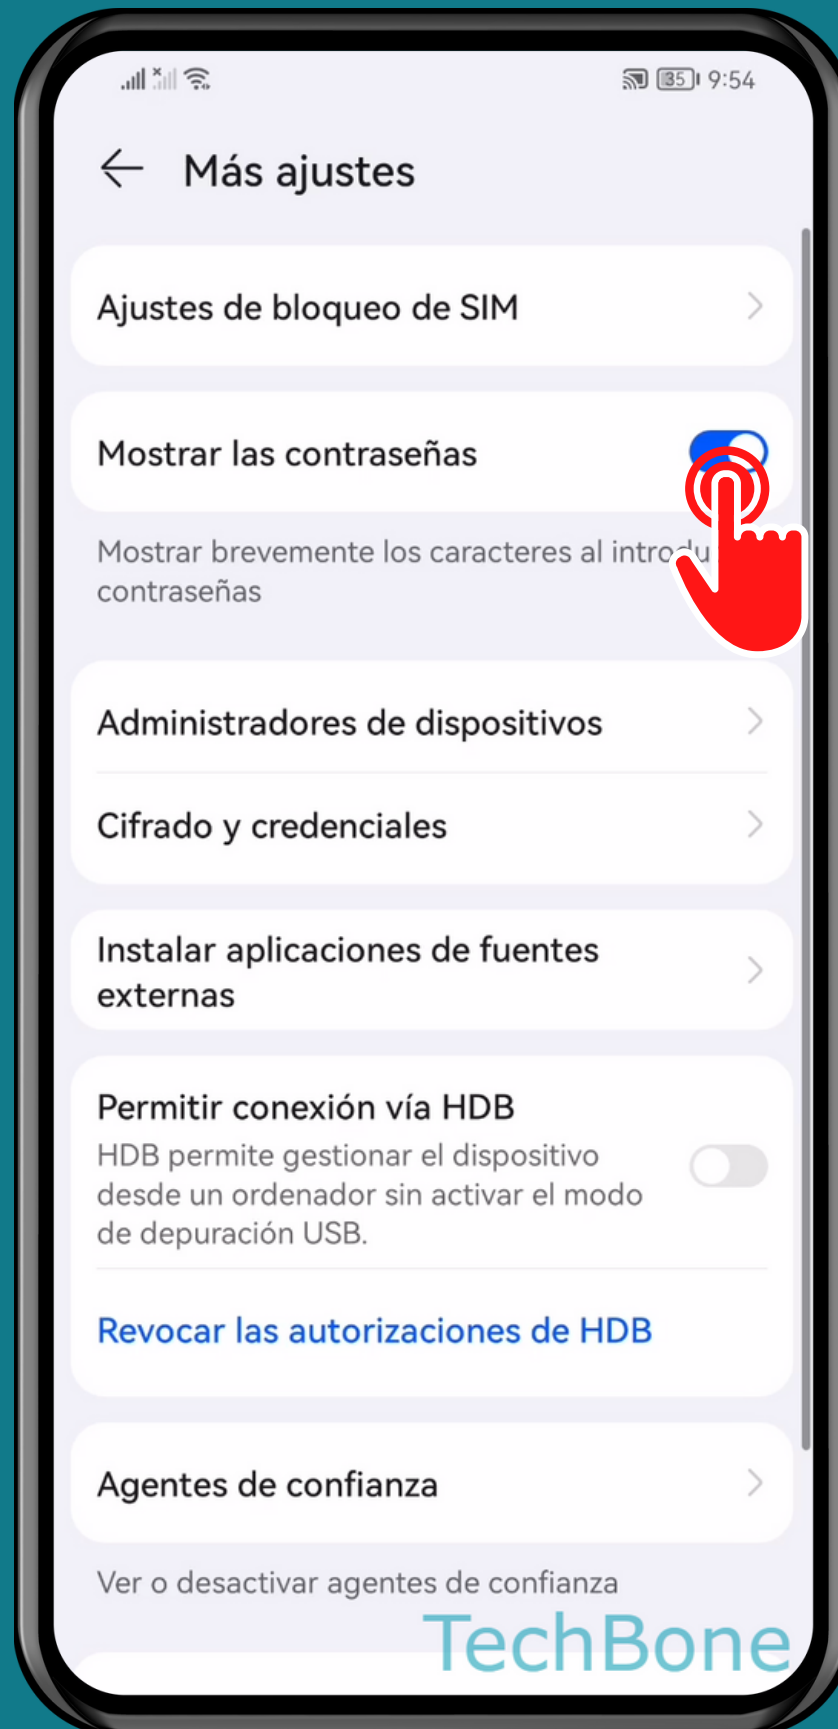 35 9:54
Más ajustes
Ajustes de bloqueo de SIM
Mostrar las contraseñas
Mostrar brevemente los caracteres al introdu
contraseñas
Administradores de dispositivos
Cifrado y credenciales
Instalar aplicaciones de fuentes
externas
Permitir conexión vía HDB
HDB permite gestionar el dispositivo
desde un ordenador sin activar el modo
de depuración USB.
Revocar las autorizaciones de HDB
Agentes de confianza
Ver o desactivar agentes de confianza
TechBone